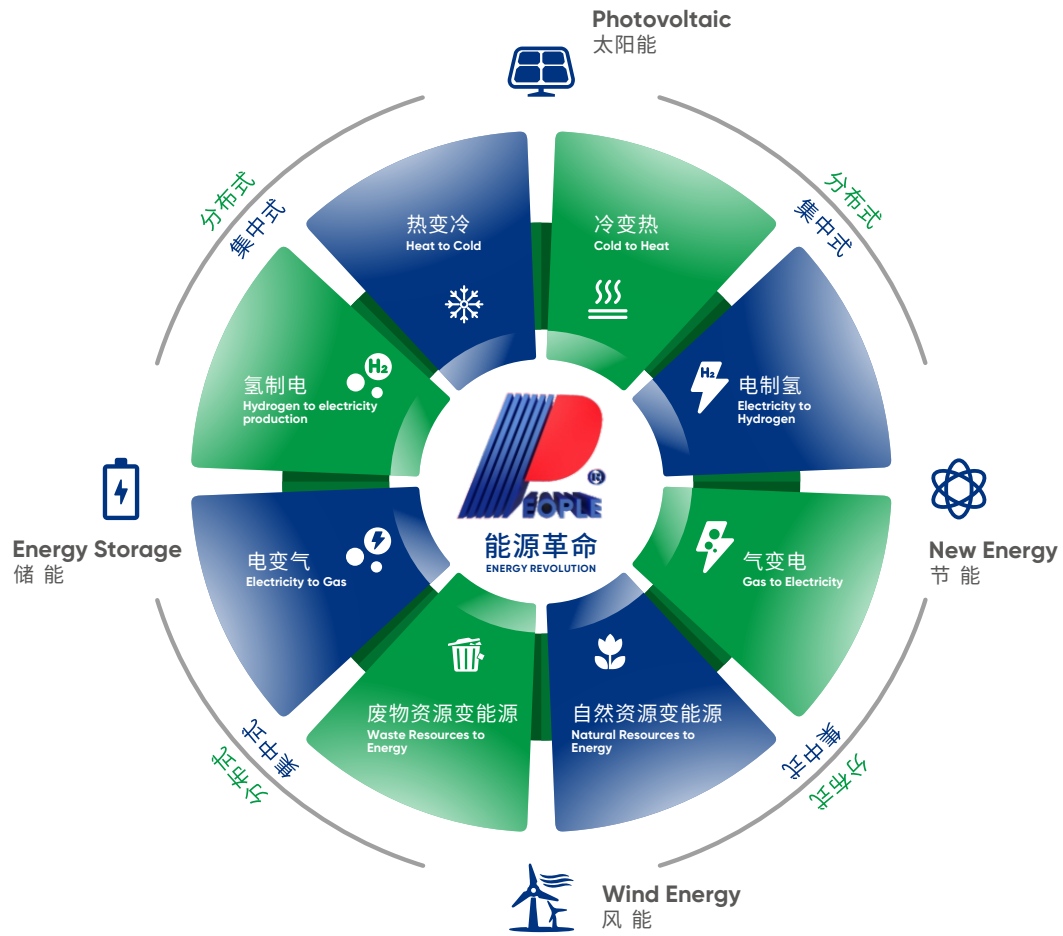 Photovoltaic
太阳能
分布式
集中式
分布式
集中式
热变冷
Heat to Cold
冷变热
Cold to Heat
H₂
氢制电
Hydrogen to electricity
production
H₂
电制氢
Electricity to
Hydrogen
PEOPLE
®
能源革命
ENERGY REVOLUTION
Energy Storage
储 能
New Energy
节 能
电变气
Electricity to Gas
气变电
Gas to Electricity
废物资源变能源
Waste Resources to
Energy
自然资源变能源
Natural Resources to
Energy
集中式
分布式
集中式
分布式
Wind Energy
风 能